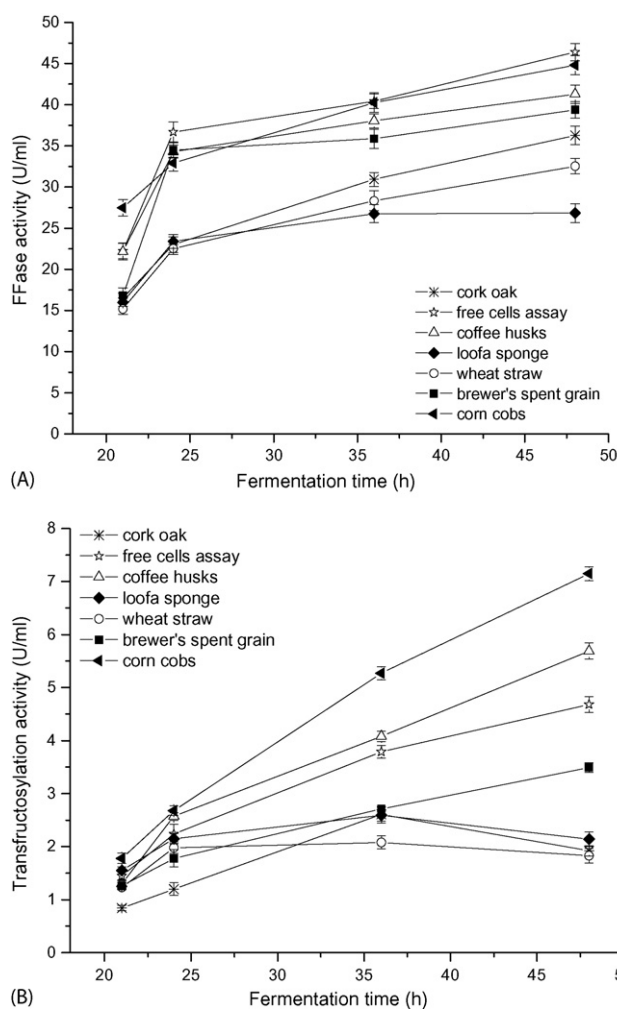 50
45
40
35
30
25
20
15
10
5
0
FFase activity (U/ml)
cork oak
free cells assay
coffee husks
loofa sponge
wheat straw
brewer's spent grain
corn cobs
20 25 30 35 40 45 50
(A) Fermentation time (h)
8
7
6
5
4
3
2
1
0
Transfructosylation activity (U/ml)
cork oak
free cells assay
coffee husks
loofa sponge
wheat straw
brewer's spent grain
corn cobs
20 25 30 35 40 45 50
(B) Fermentation time (h)